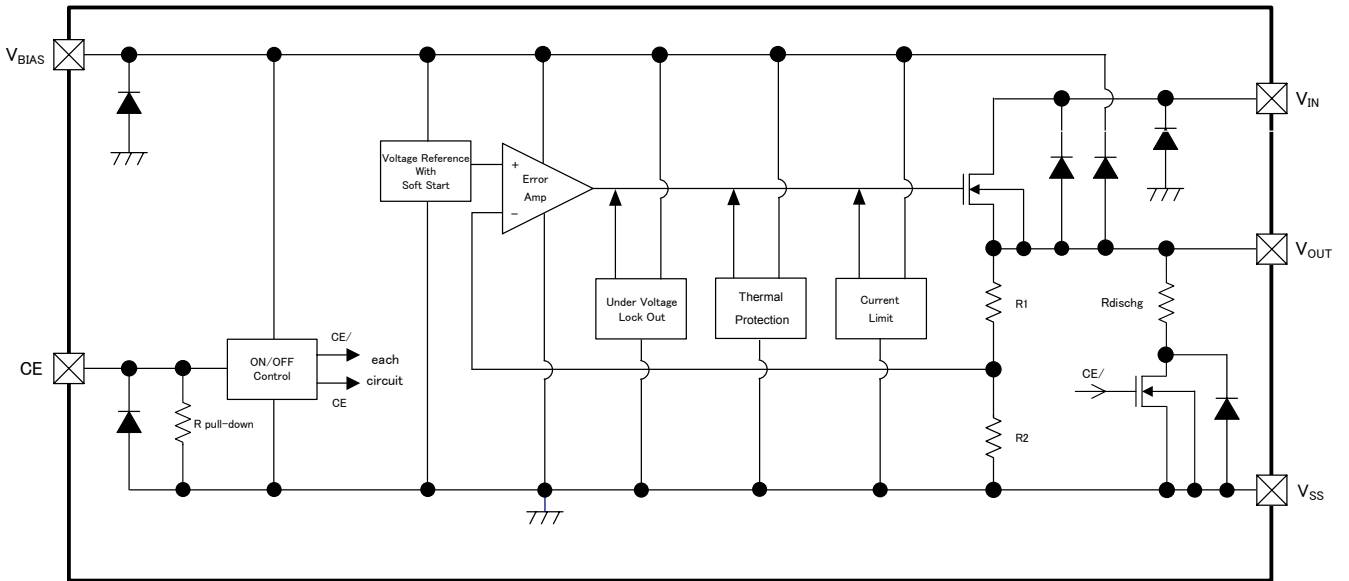 VBIAS
VIN
Voltage Reference
With
Soft Start
+
Error
Amp
−
VOUT
Under Voltage
Lock Out
Thermal
Protection
Current
Limit
R1
Rdischg
CE
ON/OFF
Control
CE/
each
circuit
CE
CE/
R pull-down
R2
VSS